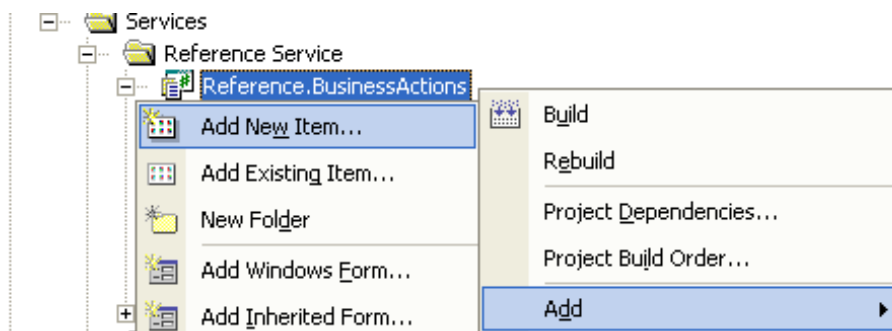 Services
Reference Service
Reference.BusinessActions
Add New Item...
Add Existing Item...
New Folder
Add Windows Form...
Add Inherited Form...
Build
Rebuild
Project Dependencies...
Project Build Order...
Add